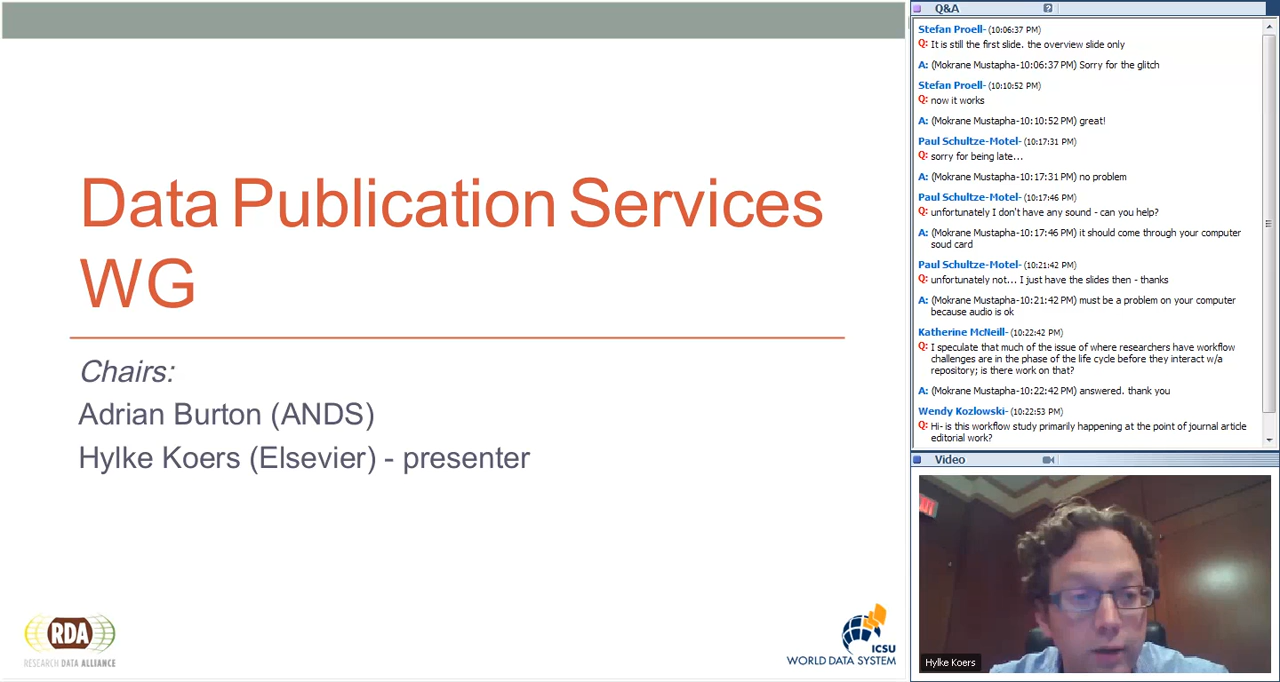 Data Publication Services
WG
Chairs:
Adrian Burton (ANDS)
Hylke Koers (Elsevier) - presenter
RDA
RESEARCH DATA ALLIANCE
ICSU
WORLD DATA SYSTEM
Q&A
?
Stefan Proell- (10:06:37 PM)
Q: It is still the first slide. the overview slide only
A: (Mokrane Mustapha-10:06:37 PM) Sorry for the glitch
Stefan Proell- (10:10:52 PM)
Q: now it works
A: (Mokrane Mustapha-10:10:52 PM) great!
Paul Schultze-Motel- (10:17:31 PM)
Q: sorry for being late...
A: (Mokrane Mustapha-10:17:31 PM) no problem
Paul Schultze-Motel- (10:17:46 PM)
Q: unfortunately I don't have any sound - can you help?
A: (Mokrane Mustapha-10:17:46 PM) it should come through your computer
soud card
Paul Schultze-Motel- (10:21:42 PM)
Q: unfortunately not... I just have the slides then - thanks
A: (Mokrane Mustapha-10:21:42 PM) must be a problem on your computer
because audio is ok
Katherine McNeill- (10:22:42 PM)
Q: I speculate that much of the issue of where researchers have workflow
challenges are in the phase of the life cycle before they interact w/a
repository; is there work on that?
A: (Mokrane Mustapha-10:22:42 PM) answered. thank you
Wendy Kozlowski- (10:22:53 PM)
Q: Hi- is this workflow study primarily happening at the point of journal article
editorial work?
Video
Hylke Koers